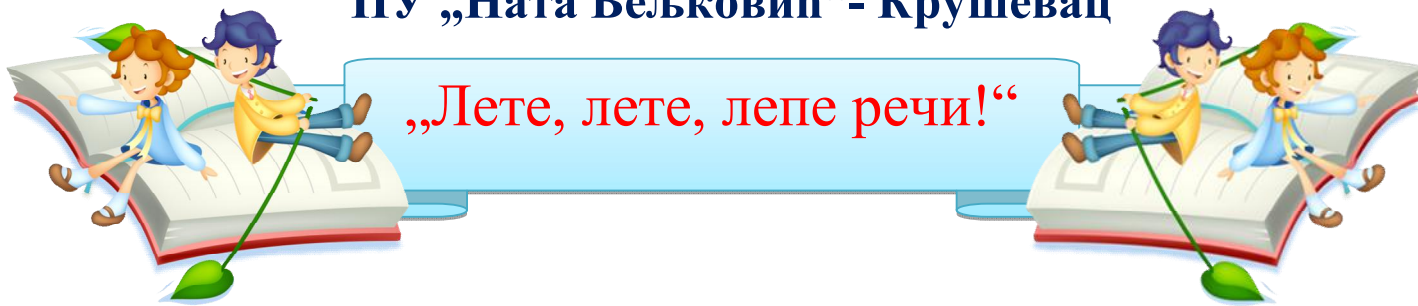 ПУ „Ната Вељковић" - Крушевац
„Лете, лете, лепе речи!“